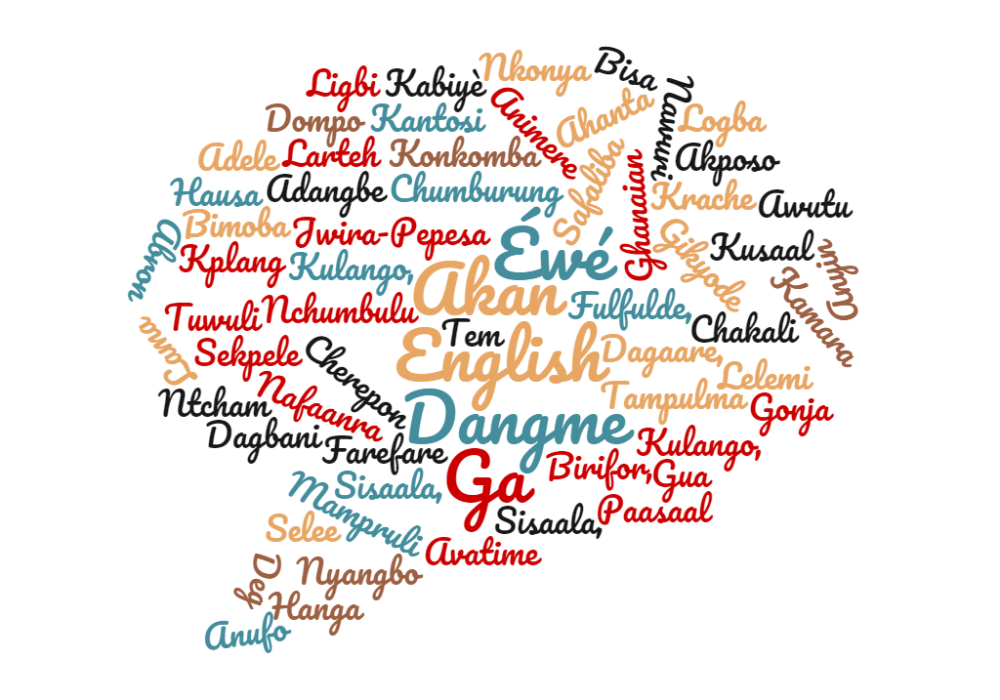 Nkonya
Bisa
Ligbi
Kabiyè
Nawuri
Animere
Ahanta
Logba
Dompo
Kantosi
Adele
Larteh
Konkomba
Safaliba
Ghanaian
Akposo
Hausa
Adangbe
Chumburung
Krache
Awutu
Bimoba
Jwira-Pepesa
Éwé
Gikyode
Kusaal
Anyin
Abron
Kplang
Kulango,
Akan
Fulfulde,
Kamara
Tuwuli
Nchumbulu
Tem
Chakali
Lama
Sekpele
Cherepon
English
Dagaare,
Lelemi
Ntcham
Nafaanra
Dangme
Tampulma
Gonja
Dagbani
Farefare
Kulango,
Sisaala,
Ga
Birifor,
Gua
Mampruli
Sisaala,
Paasaal
Selee
Avatime
Deg
Nyangbo
Hanga
Anufo